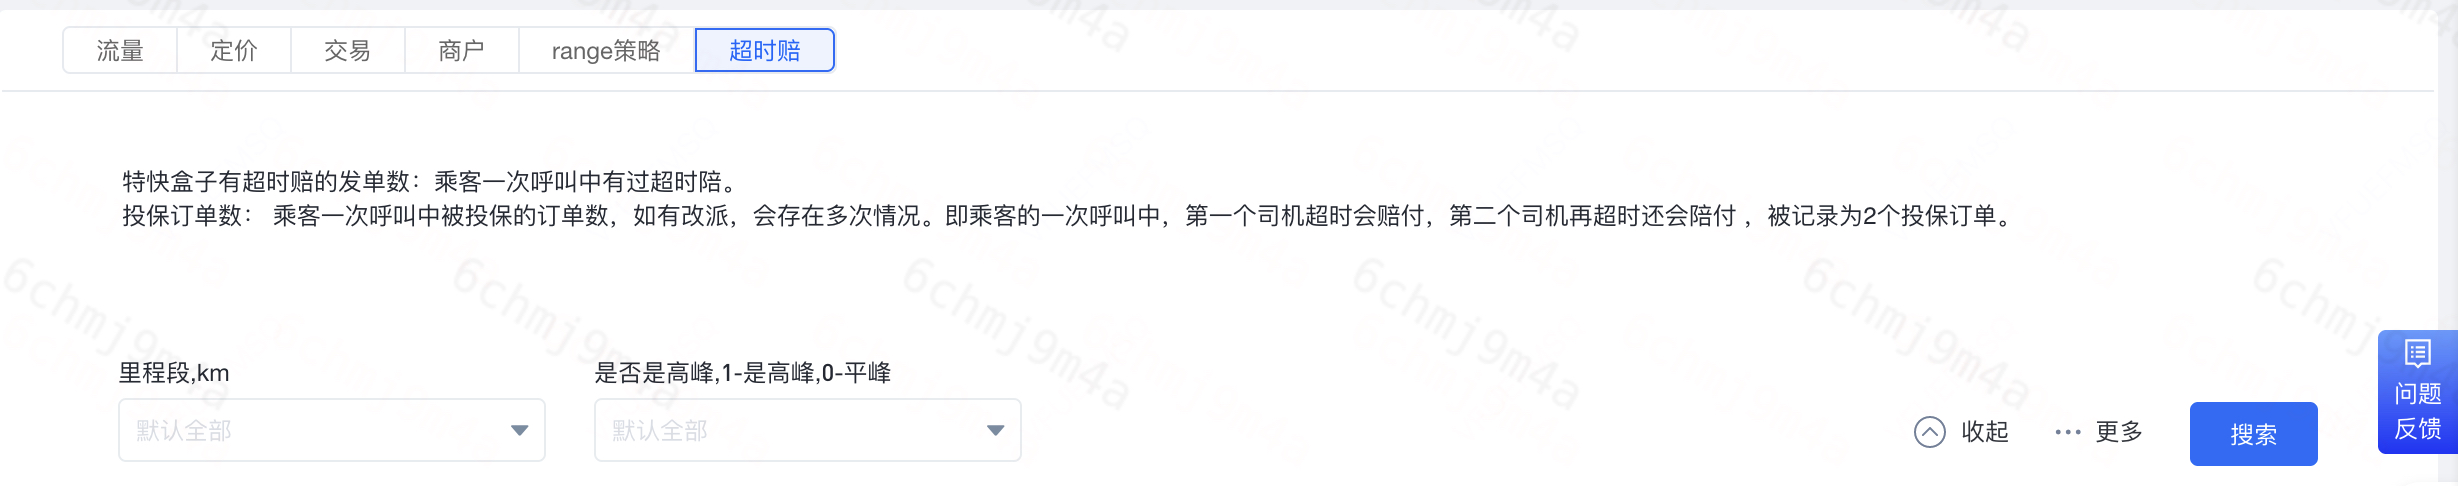 流量 定价 交易 商户 range策略 超时赔
特快盒子有超时赔的发单数：乘客一次呼叫中有过超时陪。
投保订单数： 乘客一次呼叫中被投保的订单数，如有改派，会存在多次情况。即乘客的一次呼叫中，第一个司机超时会赔付，第二个司机再超时还会陪付 ，被记录为2个投保订单。
6chmj9m4a 6chmj9m4a 6chmj9m4a 6chmj9m4a 6chmj9m4a
里程段,km 是否是高峰,1-是高峰,0-平峰
默认全部 默认全部 收起 更多 搜索
问题
反馈